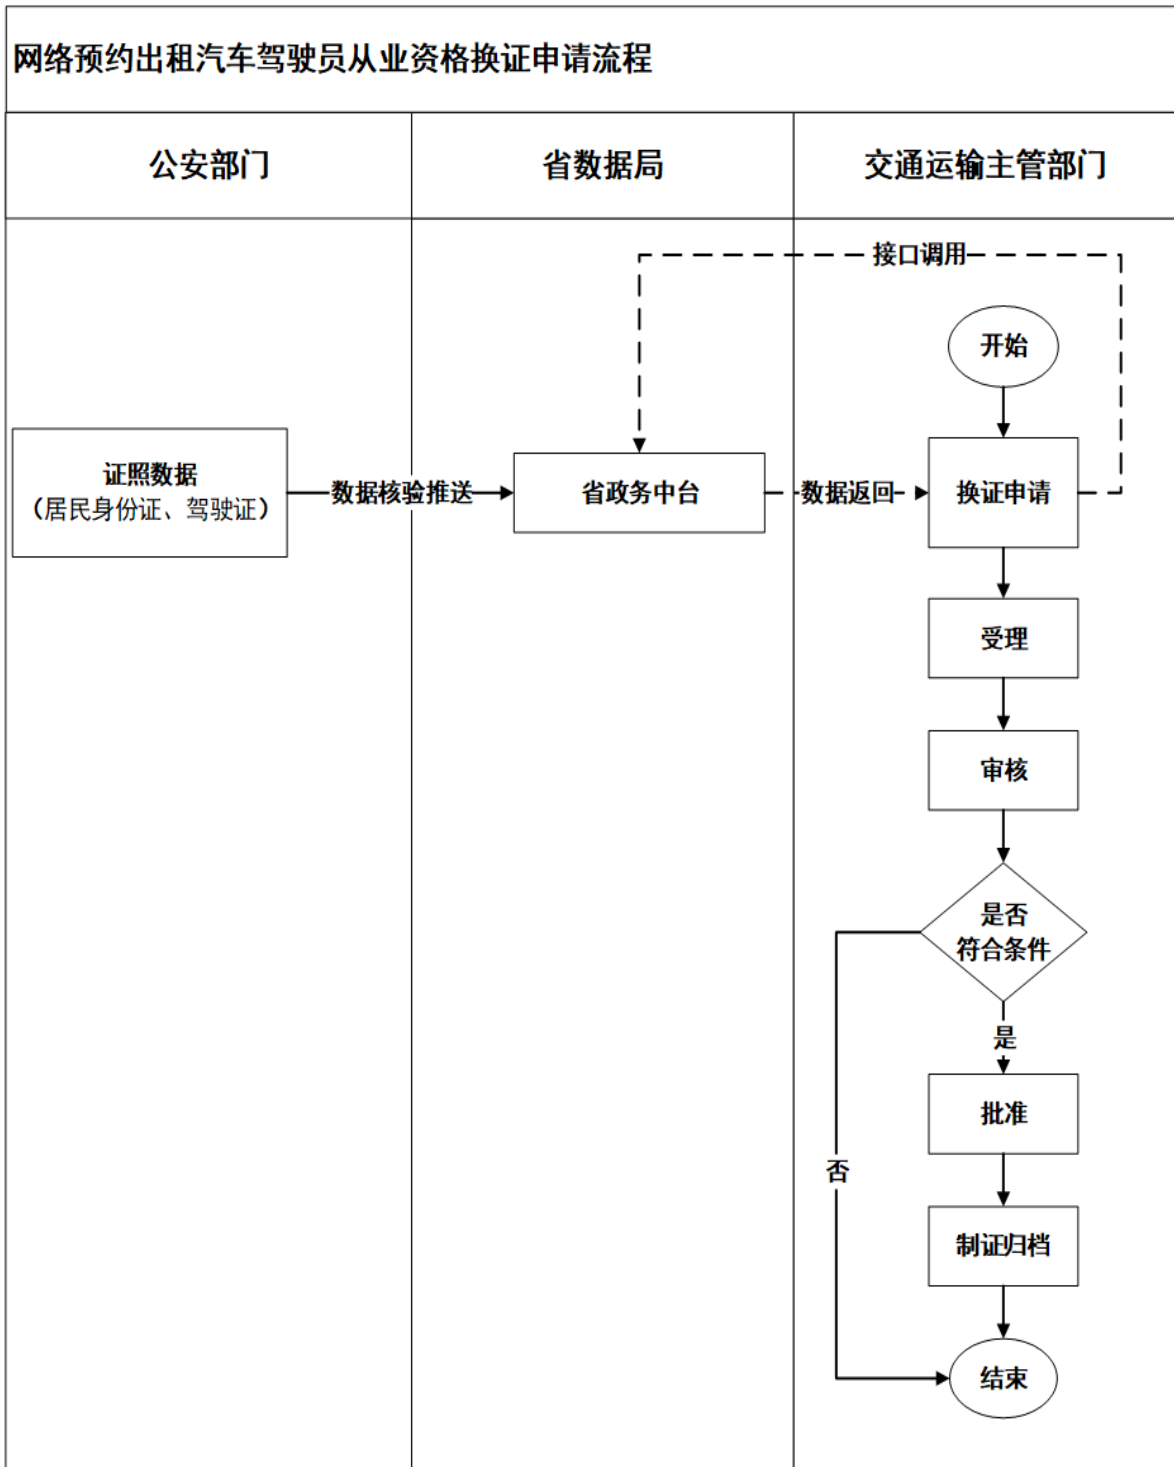 网络预约出租汽车驾驶员从业资格换证申请流程
公安部门
省数据局
交通运输主管部门
接口调用
开始
证照数据
（居民身份证、驾驶证）
数据核验推送
省政务中台
数据返回
换证申请
受理
审核
是否
符合条件
是
批准
否
制证归档
结束